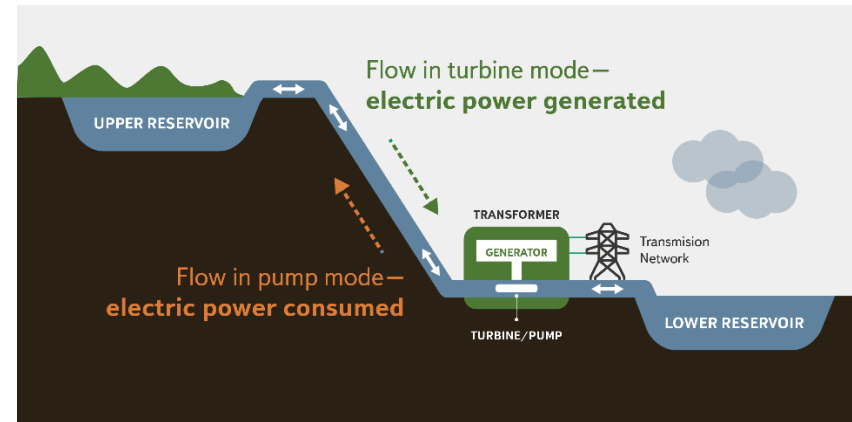 Flow in turbine mode—
electric power generated
UPPER RESERVOIR
TRANSFORMER
GENERATOR
Transmision
Network
Flow in pump mode—
electric power consumed
TURBINE/PUMP
LOWER RESERVOIR